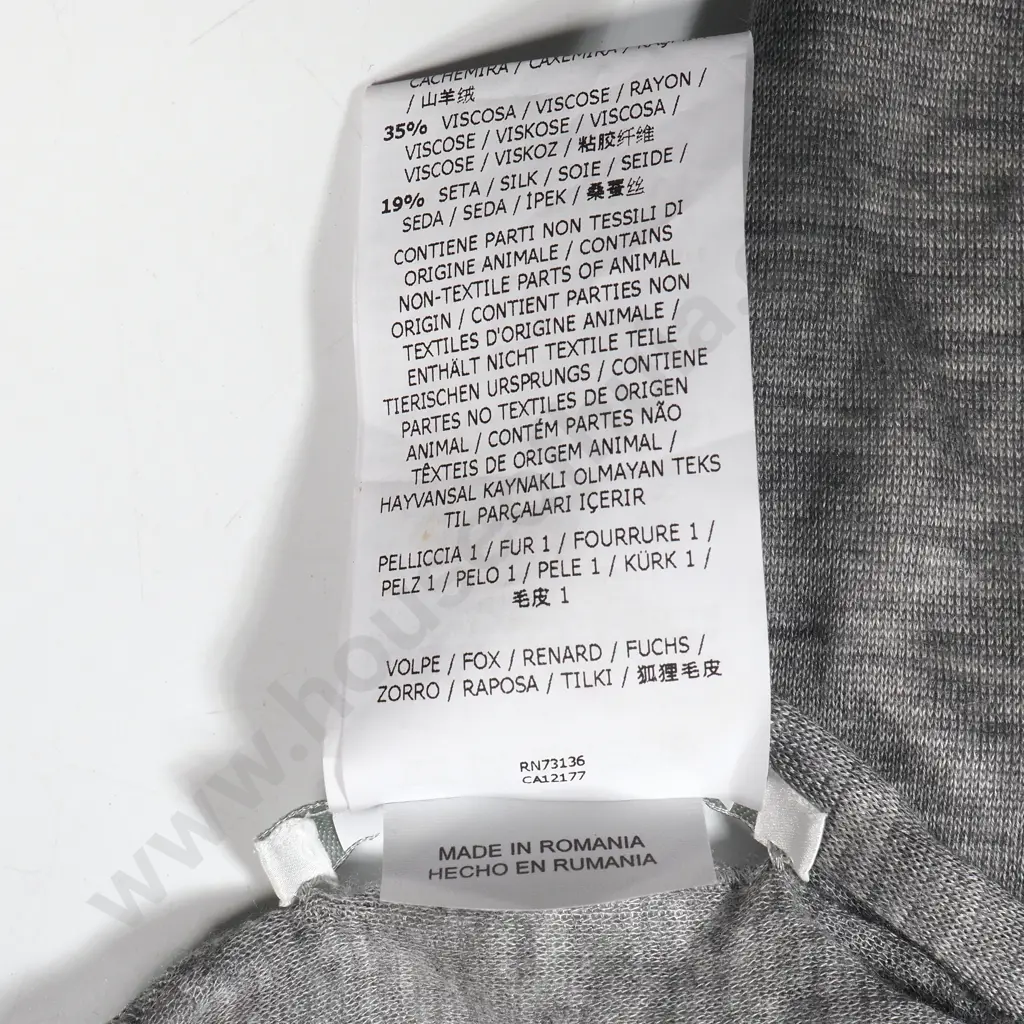 CACHEMIRA / CAXEMIRA /
/ 山羊绒
35% VISCOSA / VISCOSE / RAYON /
VISCOSE / VISKOSE / VISCOSA /
VISCOSE / VISKOZ / 粘胶纤维
19% SETA / SILK / SOIE / SEIDE /
SEDA / SEDA / İPEK / 桑蚕丝
CONTIENE PARTI NON TESSILI DI
ORIGINE ANIMALE / CONTAINS
NON-TEXTILE PARTS OF ANIMAL
ORIGIN / CONTIENT PARTIES NON
TEXTILES D'ORIGINE ANIMALE /
ENTHÄLT NICHT TEXTILE TEILE
TIERISCHEN URSPRUNGS / CONTIENE
PARTES NO TEXTILES DE ORIGEN
ANIMAL / CONTÉM PARTES NÃO
TÊXTEIS DE ORIGEM ANIMAL /
HAYVANSAL KAYNAKLI OLMAYAN TEKS
TIL PARÇALARI IÇERIR
PELLICCIA 1 / FUR 1 / FOURRURE 1 /
PELZ 1 / PELO 1 / PELE 1 / KÜRK 1 /
毛皮 1
VOLPE / FOX / RENARD / FUCHS /
ZORRO / RAPOSA / TILKI / 狐狸毛皮
RN73136
CA12177
MADE IN ROMANIA
HECHO EN RUMANIA